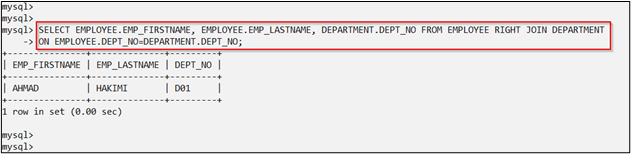 mysql>
mysql>
mysql> SELECT EMPLOYEE.EMP_FIRSTNAME, EMPLOYEE.EMP_LASTNAME, DEPARTMENT.DEPT_NO FROM EMPLOYEE RIGHT JOIN DEPARTMENT
    -> ON EMPLOYEE.DEPT_NO=DEPARTMENT.DEPT_NO;
+---------------+--------------+---------+
| EMP_FIRSTNAME | EMP_LASTNAME | DEPT_NO |
+---------------+--------------+---------+
| AHMAD         | HAKIMI       | D01     |
+---------------+--------------+---------+
1 row in set (0.00 sec)
mysql>
mysql>